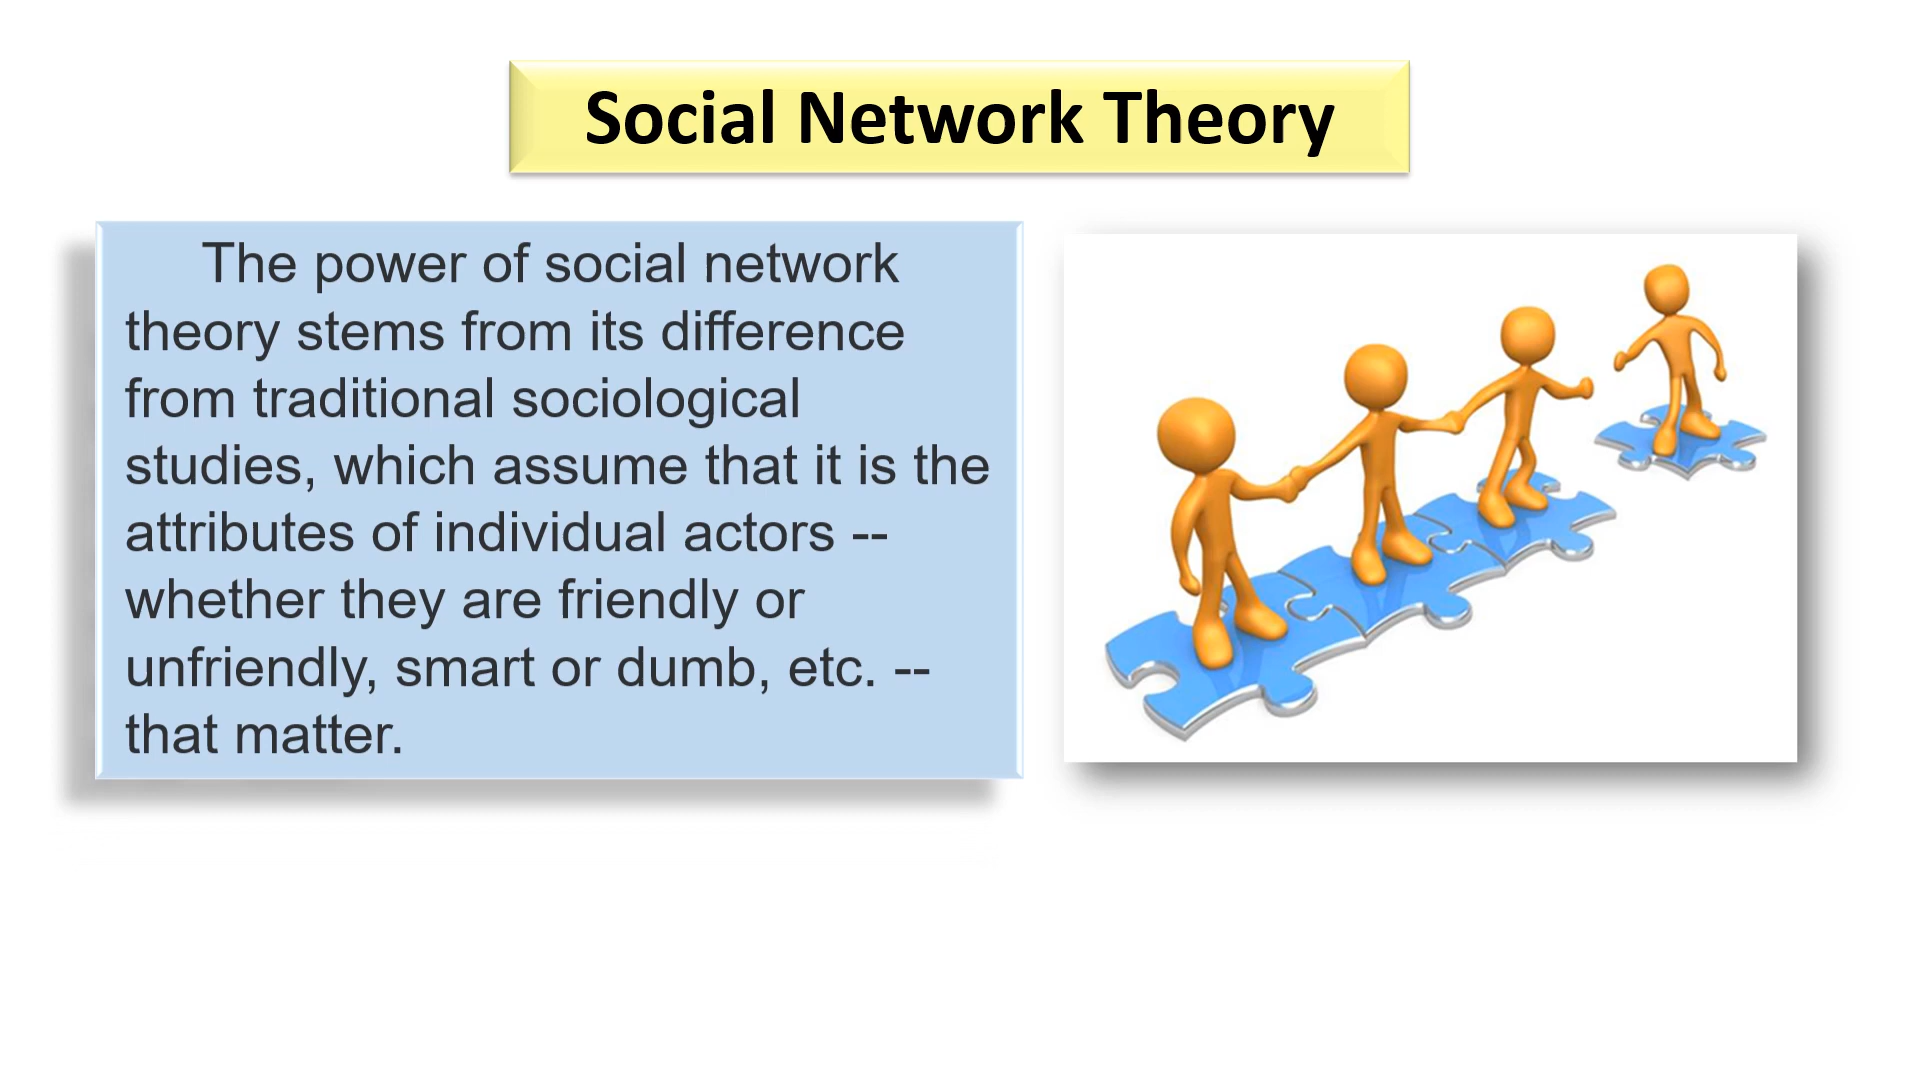 Social Network Theory
The power of social network
theory stems from its difference
from traditional sociological
studies, which assume that it is the
attributes of individual actors --
whether they are friendly or
unfriendly, smart or dumb, etc. --
that matter.